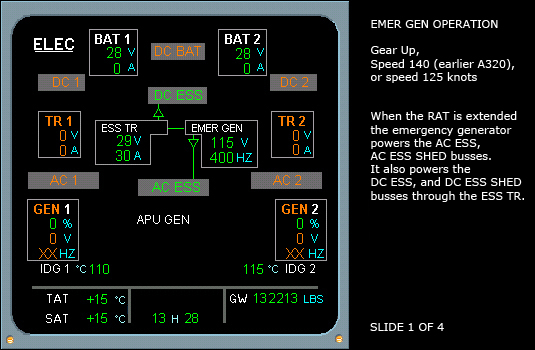 ELEC
BAT 1
28 V
0 A
DC BAT
BAT 2
28 V
0 A
DC 1
DC ESS
DC 2
TR 1
0 V
0 A
ESS TR
29 V
30 A
EMER GEN
115 V
400 HZ
TR 2
0 V
0 A
AC 1
AC ESS
AC 2
GEN 1
0 %
0 V
XX HZ
APU GEN
GEN 2
0 %
0 V
XX HZ
IDG 1 °C 110
115 °C IDG 2
TAT +15 °C
GW 132213 LBS
SAT +15 °C
13 H 28
EMER GEN OPERATION
Gear Up,
Speed 140 (earlier A320),
or speed 125 knots
When the RAT is extended
the emergency generator
powers the AC ESS,
AC ESS SHED busses.
It also powers the
DC ESS, and DC ESS SHED
busses through the ESS TR.
SLIDE 1 OF 4